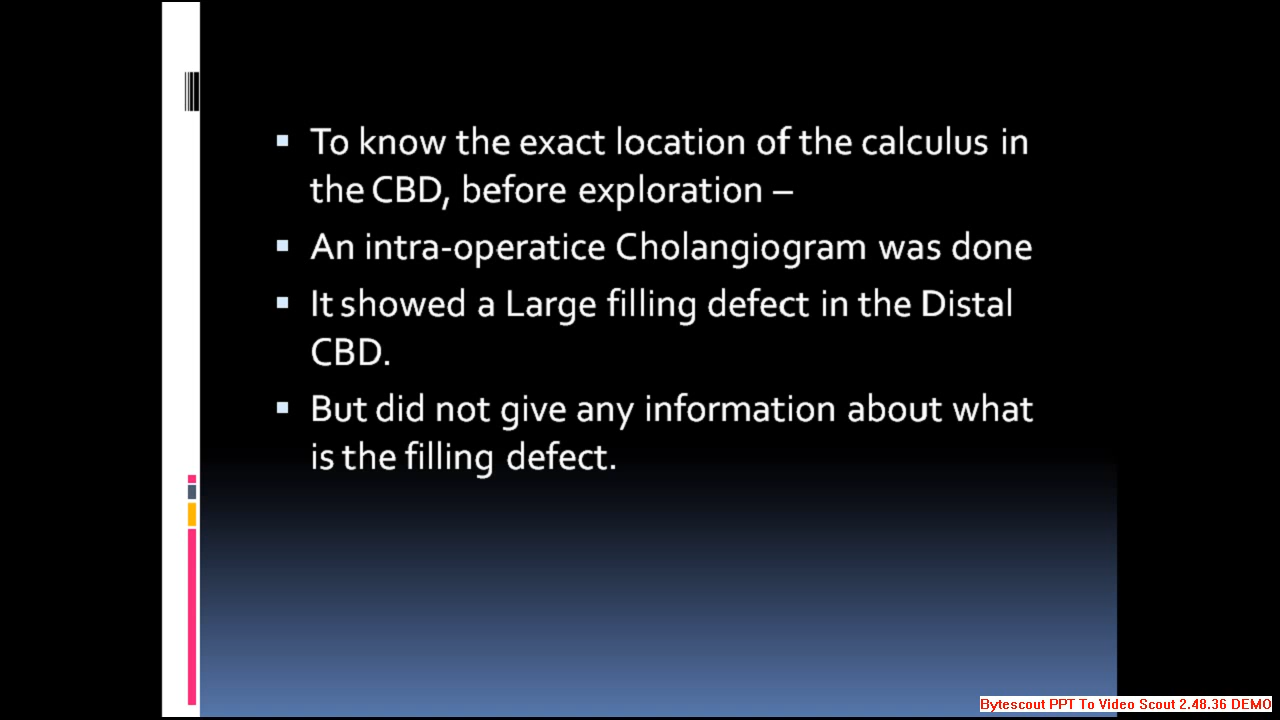 To know the exact location of the calculus in
the CBD, before exploration –
An intra-operatice Cholangiogram was done
It showed a Large filling defect in the Distal
CBD.
But did not give any information about what
is the filling defect.
Bytescout PPT To Video Scout 2.48.36 DEMO